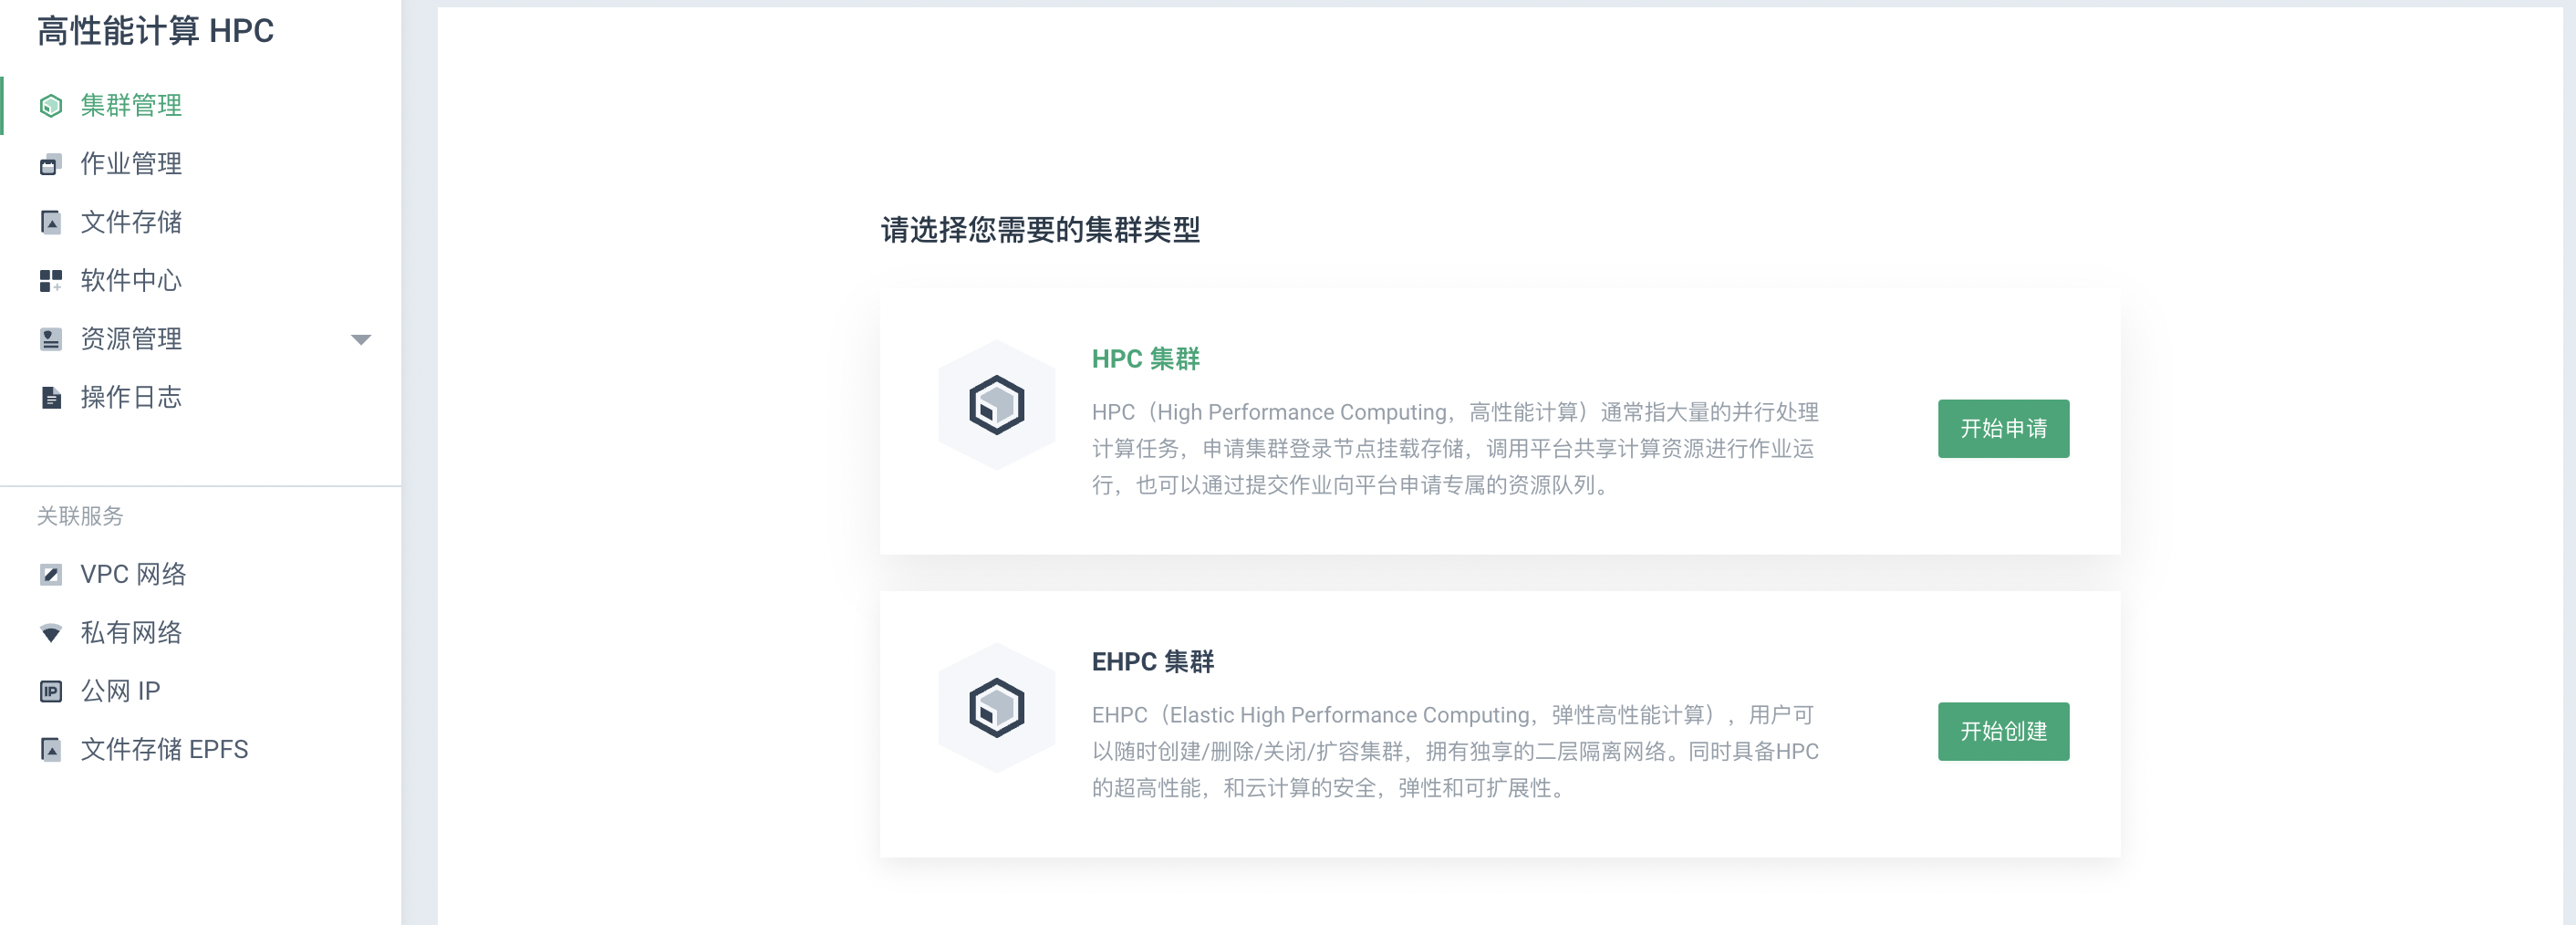 高性能计算 HPC
集群管理
作业管理
文件存储
软件中心
资源管理
操作日志
关联服务
VPC 网络
私有网络
IP
公网 IP
文件存储 EPFS
请选择您需要的集群类型
HPC 集群
HPC（High Performance Computing，高性能计算）通常指大量的并行处理
计算任务，申请集群登录节点挂载存储，调用平台共享计算资源进行作业运
行，也可以通过提交作业向平台申请专属的资源队列。
开始申请
EHPC 集群
EHPC（Elastic High Performance Computing，弹性高性能计算），用户可
以随时创建/删除/关闭/扩容集群，拥有独享的二层隔离网络。同时具备HPC
的超高性能，和云计算的安全，弹性和可扩展性。
开始创建